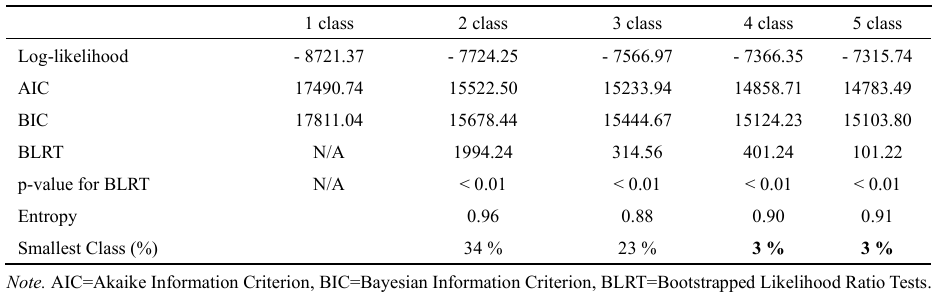 1 class 2 class 3 class 4 class 5 class
Log-likelihood - 8721.37 - 7724.25 - 7566.97 - 7366.35 - 7315.74
AIC 17490.74 15522.50 15233.94 14858.71 14783.49
BIC 17811.04 15678.44 15444.67 15124.23 15103.80
BLRT N/A 1994.24 314.56 401.24 101.22
p-value for BLRT N/A < 0.01 < 0.01 < 0.01 < 0.01
Entropy 0.96 0.88 0.90 0.91
Smallest Class (%) 34 % 23 % 3 % 3 %
Note. AIC=Akaike Information Criterion, BIC=Bayesian Information Criterion, BLRT=Bootstrapped Likelihood Ratio Tests.